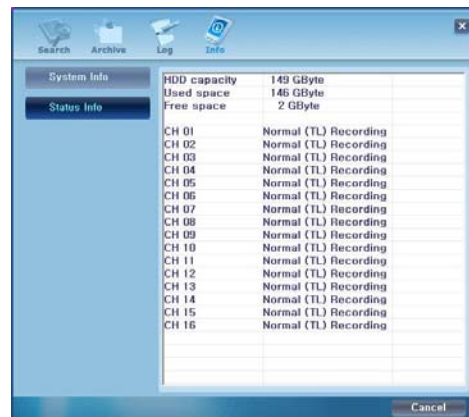 Search Archive Log Info
System Info
Status Info
HDD capacity 149 GByte
Used space 146 GByte
Free space 2 GByte
CH 01 Normal (TL) Recording
CH 02 Normal (TL) Recording
CH 03 Normal (TL) Recording
CH 04 Normal (TL) Recording
CH 05 Normal (TL) Recording
CH 06 Normal (TL) Recording
CH 07 Normal (TL) Recording
CH 08 Normal (TL) Recording
CH 09 Normal (TL) Recording
CH 10 Normal (TL) Recording
CH 11 Normal (TL) Recording
CH 12 Normal (TL) Recording
CH 13 Normal (TL) Recording
CH 14 Normal (TL) Recording
CH 15 Normal (TL) Recording
CH 16 Normal (TL) Recording
Cancel